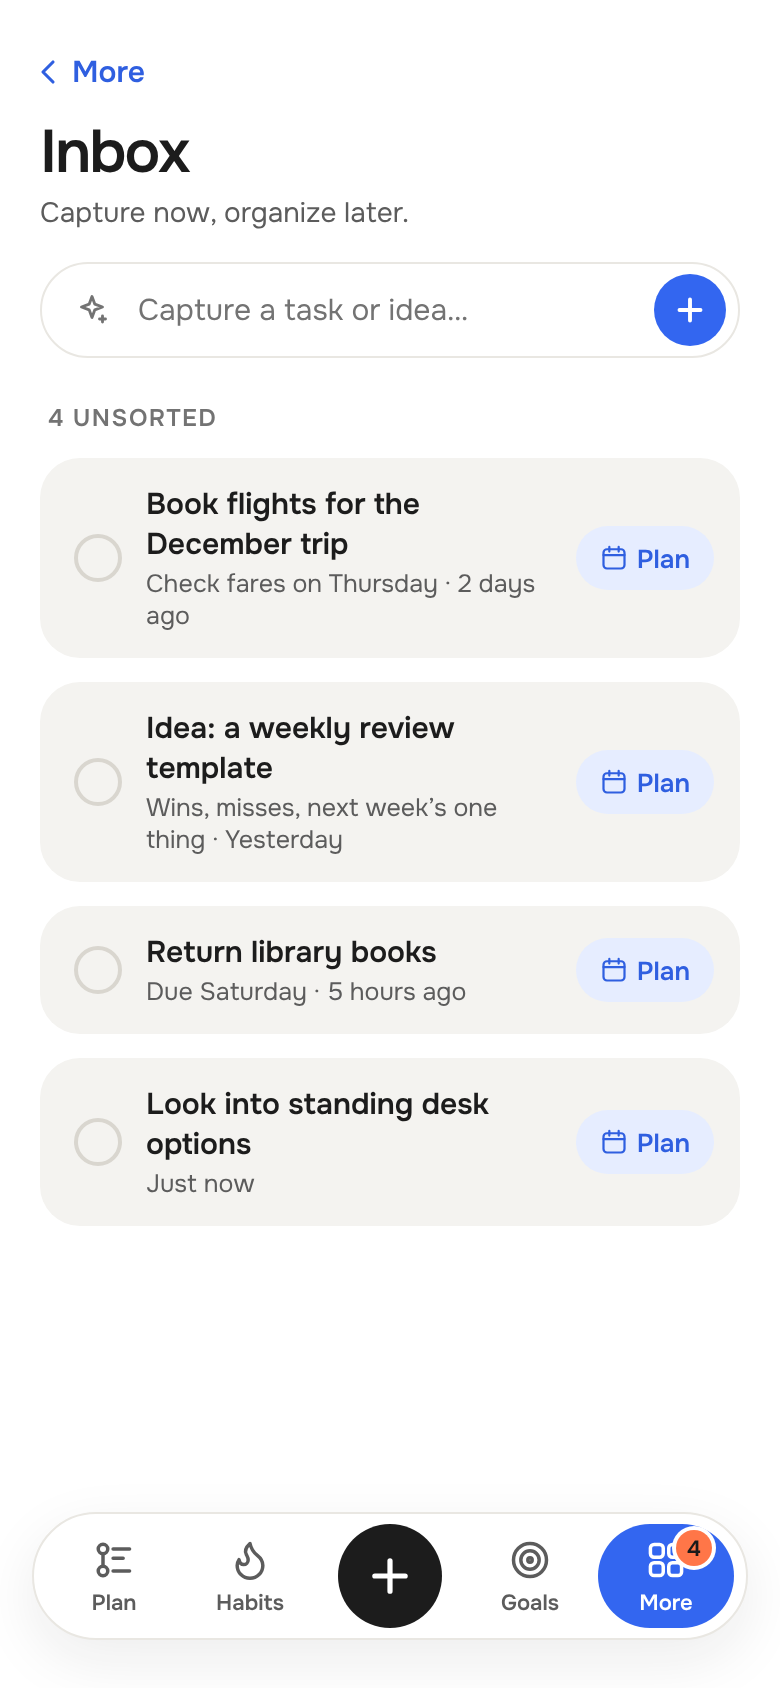 More
Inbox
Capture now, organize later.
Capture a task or idea...
4 UNSORTED
Book flights for the
December trip
Check fares on Thursday · 2 days
ago
Plan
Idea: a weekly review
template
Wins, misses, next week’s one
thing · Yesterday
Plan
Return library books
Due Saturday · 5 hours ago
Plan
Look into standing desk
options
Just now
Plan
Plan
Habits
Goals
4
More